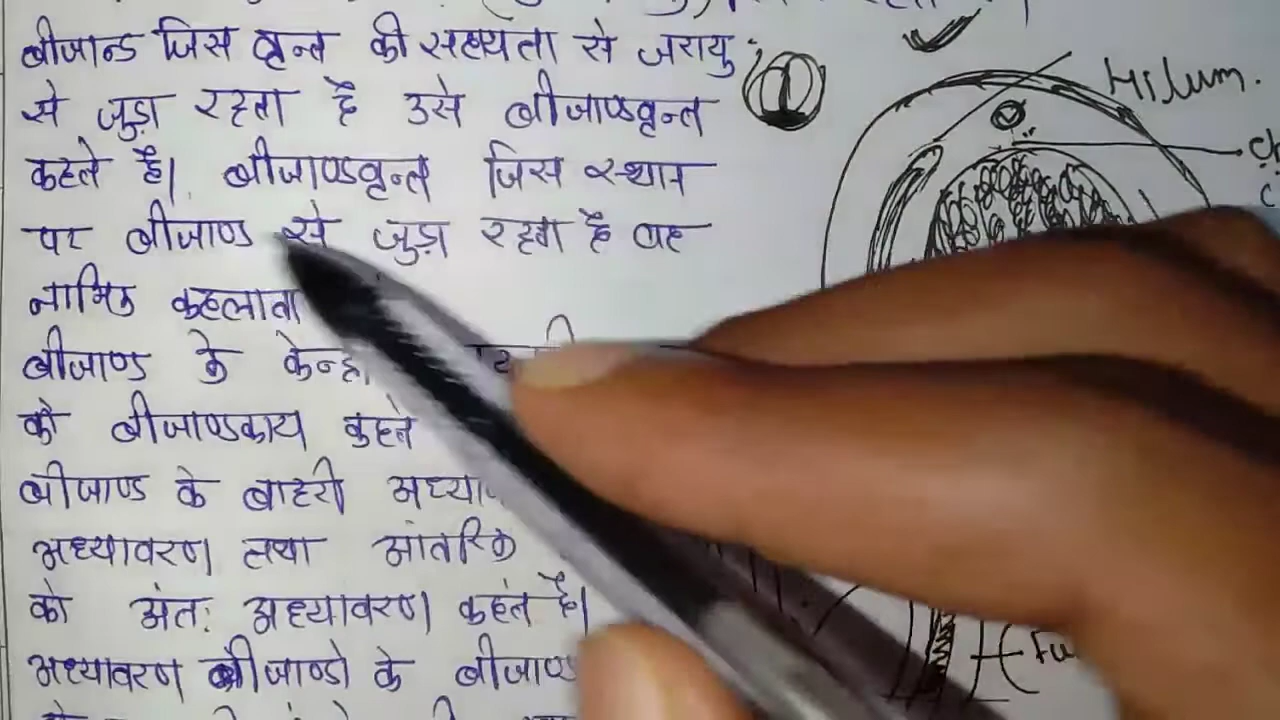 बीजान्ड जिस वृन्त की सहायता से जरायु
से जुड़ा रहता है उसे बीजाण्डवृन्त
कहते है। बीजाण्डवृन्त जिस स्थान
पर बीजाण्ड से जुड़ा रहता है वह
नाभिक कहलाता
बीजाण्ड के
को बीजाण्डकाय कहते
बीजाण्ड के बाहरी
अध्यावरण तथा आंतरिक
को अंतः अध्यावरण कहते है।
अध्यावरण बीजाण्डो के
Hilum.